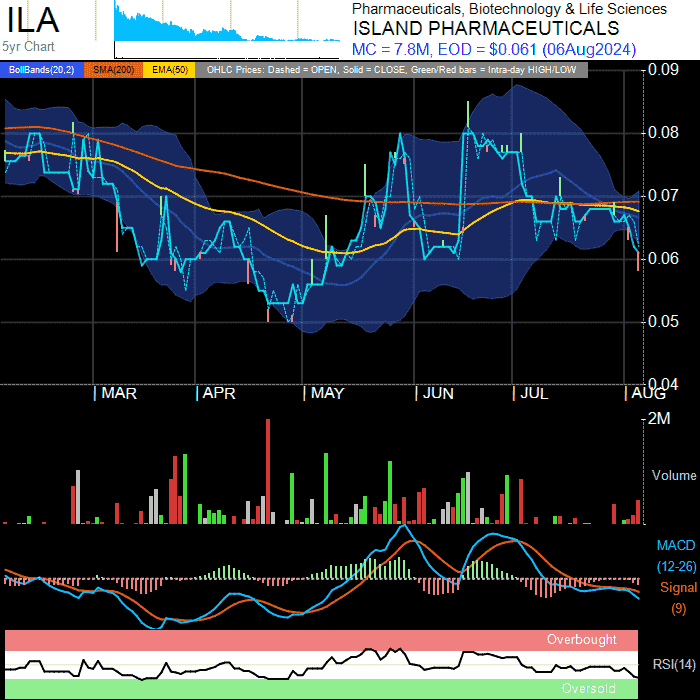 ILA
5yr Chart
Pharmaceuticals, Biotechnology & Life Sciences
ISLAND PHARMACEUTICALS
MC = 7.8M, EOD = $0.061 (06Aug2024)
BollBands(20,2) SMA(200) EMA(50) OHLC Prices: Dashed = OPEN, Solid = CLOSE, Green/Red bars = Intra-day HIGH/LOW
0.09
0.08
0.07
0.06
0.05
0.04
MAR APR MAY JUN JUL AUG
2M
Volume
MACD
(12-26)
Signal
(9)
Overbought
RSI(14)
Oversold